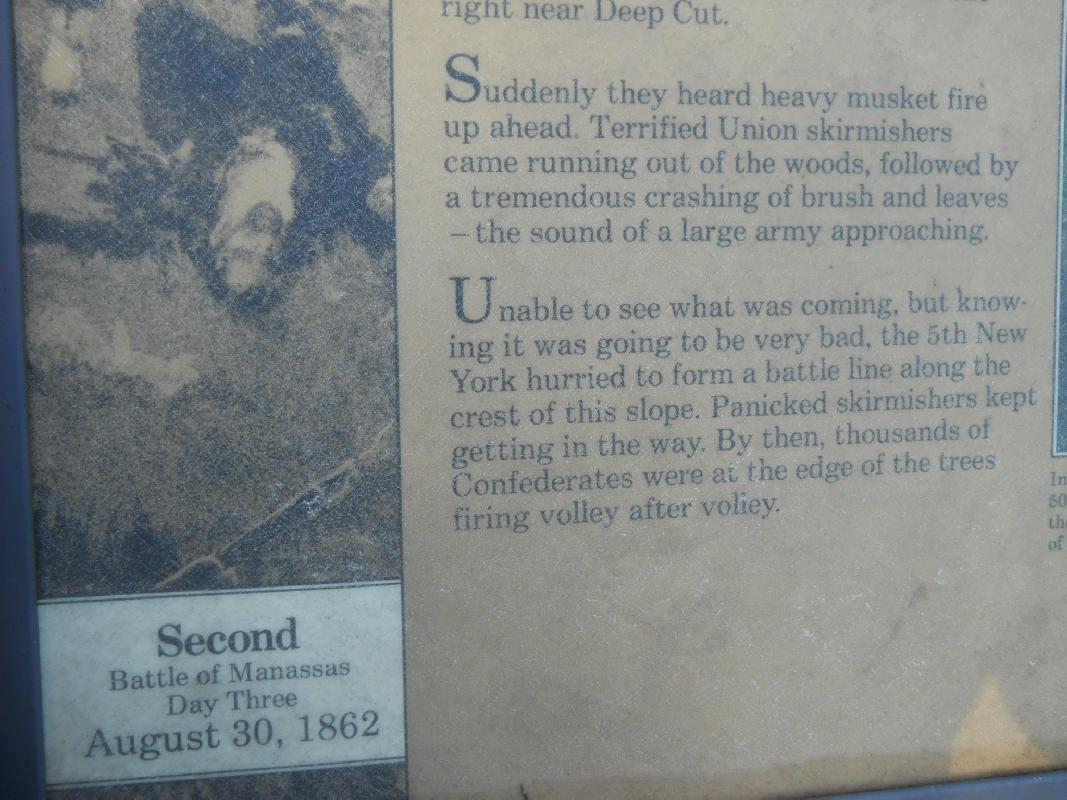 right near Deep Cut.
Suddenly they heard heavy musket fire
up ahead. Terrified Union skirmishers
came running out of the woods, followed by
a tremendous crashing of brush and leaves
– the sound of a large army approaching.
Unable to see what was coming, but know-
ing it was going to be very bad, the 5th New
York hurried to form a battle line along the
crest of this slope. Panicked skirmishers kept
getting in the way. By then, thousands of
Confederates were at the edge of the trees
firing volley after volley.
Second
Battle of Manassas
Day Three
August 30, 1862
In
50
the
of